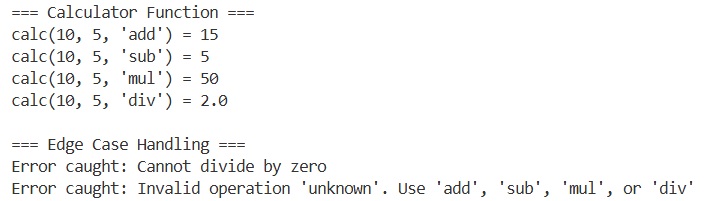 === Calculator Function ===
calc(10, 5, 'add') = 15
calc(10, 5, 'sub') = 5
calc(10, 5, 'mul') = 50
calc(10, 5, 'div') = 2.0

=== Edge Case Handling ===
Error caught: Cannot divide by zero
Error caught: Invalid operation 'unknown'. Use 'add', 'sub', 'mul', or 'div'